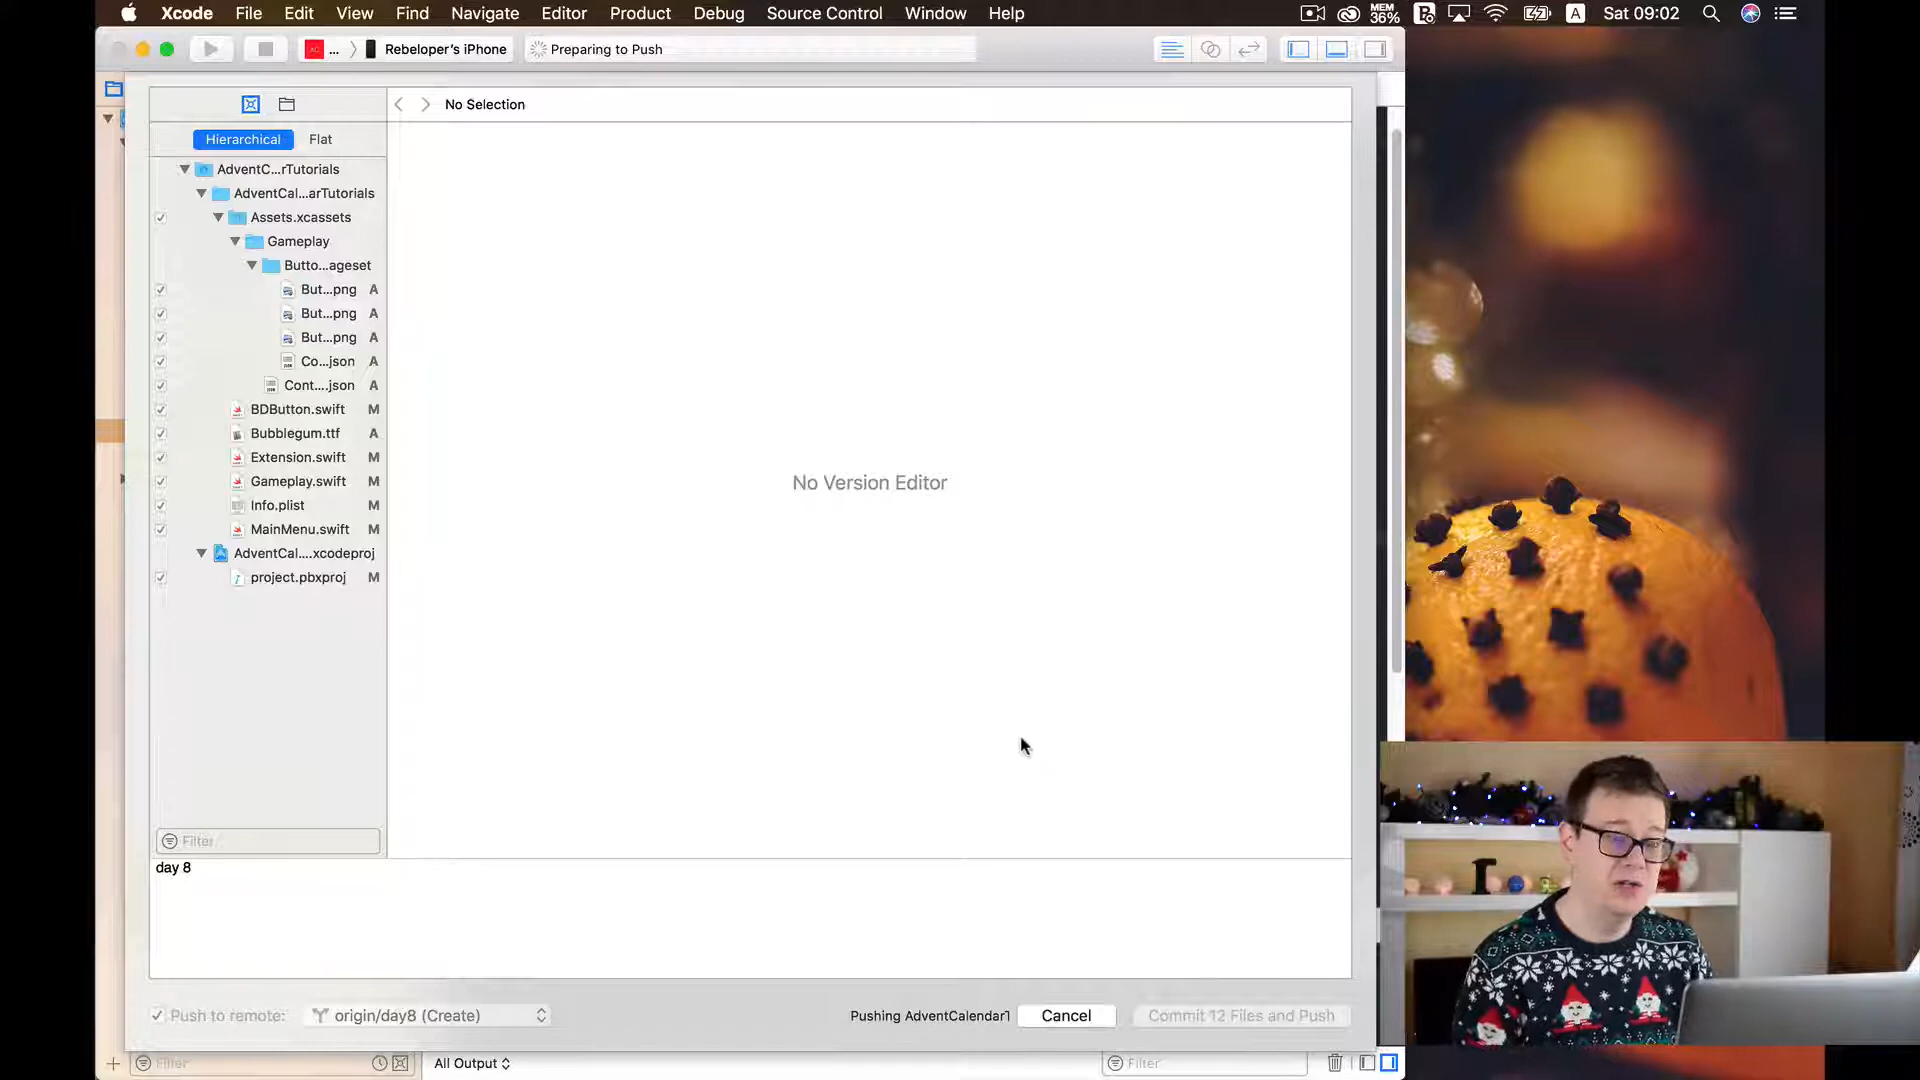 Xcode File Edit View Find Navigate Editor Product Debug Source Control Window Help MEM 36% A Sat 09:02
... Rebeloper's iPhone Preparing to Push
No Selection
Hierarchical Flat
AdventC...rTutorials
AdventCal...arTutorials
Assets.xcassets
Gameplay
Butto...ageset
But...png A
But...png A
But...png A
Co...json A
Cont....json A
BDButton.swift M
Bubblegum.ttf A
Extension.swift M
Gameplay.swift M
Info.plist M
MainMenu.swift M
AdventCal....xcodeproj
project.pbxproj M
No Version Editor
Filter
day 8
Push to remote: origin/day8 (Create) Pushing AdventCalendar Cancel Commit 12 Files and Push
Filter All Output Filter